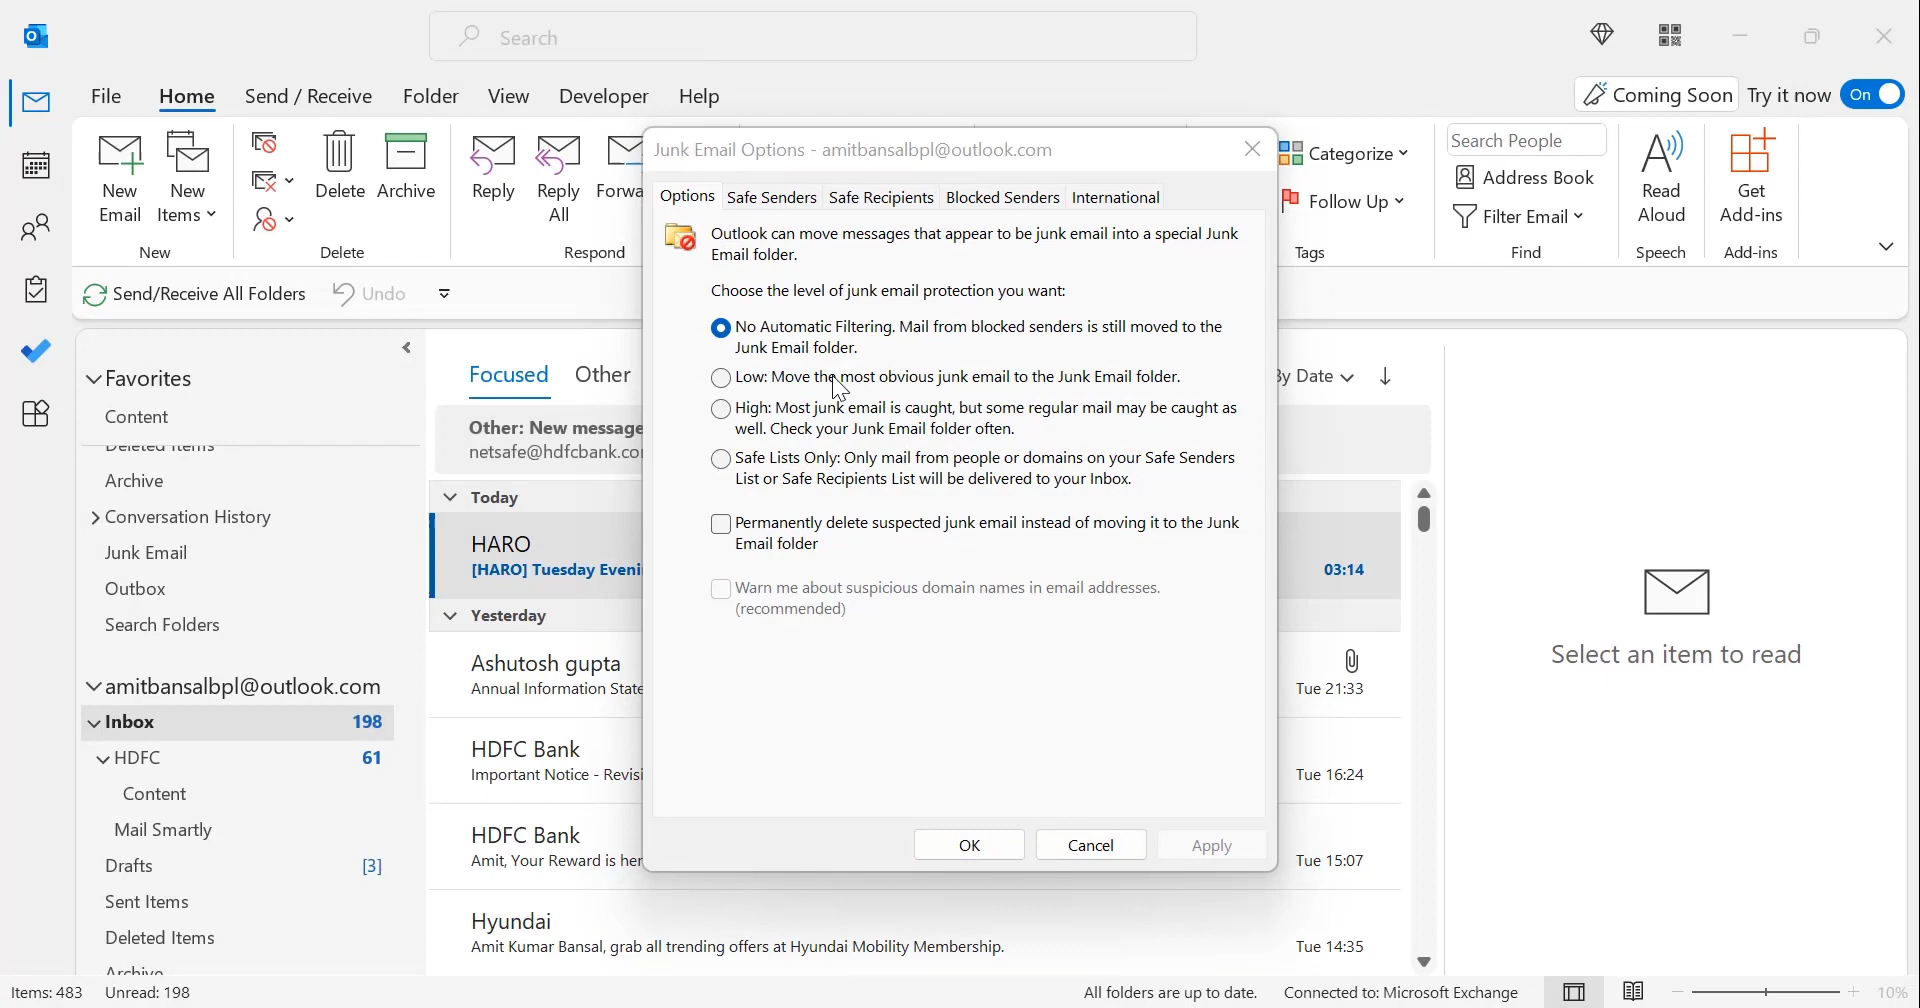 Search
File Home Send / Receive Folder View Developer Help
Coming Soon Try it now On
New
Email
New
Items
New
Delete
Archive
Delete
Reply
Reply
All
Forwa
Respond
Categorize
Follow Up
Tags
Search People
Address Book
Filter Email
Find
Read
Aloud
Speech
Get
Add-ins
Add-ins
Send/Receive All Folders Undo
Favorites
Content
Deleted Items
Archive
Conversation History
Junk Email
Outbox
Search Folders
amitbansalbpl@outlook.com
Inbox 198
HDFC 61
Content
Mail Smartly
Drafts [3]
Sent Items
Deleted Items
Archive
Focused Other
By Date
Other: New message
netsafe@hdfcbank.co
Today
HARO
[HARO] Tuesday Eveni
03:14
Yesterday
Ashutosh gupta
Annual Information State
Tue 21:33
HDFC Bank
Important Notice - Revisi
Tue 16:24
HDFC Bank
Amit, Your Reward is her
Tue 15:07
Hyundai
Amit Kumar Bansal, grab all trending offers at Hyundai Mobility Membership.
Tue 14:35
Junk Email Options - amitbansalbpl@outlook.com
Options Safe Senders Safe Recipients Blocked Senders International
Outlook can move messages that appear to be junk email into a special Junk
Email folder.
Choose the level of junk email protection you want:
No Automatic Filtering. Mail from blocked senders is still moved to the
Junk Email folder.
Low: Move the most obvious junk email to the Junk Email folder.
High: Most junk email is caught, but some regular mail may be caught as
well. Check your Junk Email folder often.
Safe Lists Only: Only mail from people or domains on your Safe Senders
List or Safe Recipients List will be delivered to your Inbox.
Permanently delete suspected junk email instead of moving it to the Junk
Email folder
Warn me about suspicious domain names in email addresses.
(recommended)
OK Cancel Apply
Select an item to read
Items: 483 Unread: 198
All folders are up to date. Connected to: Microsoft Exchange
10%